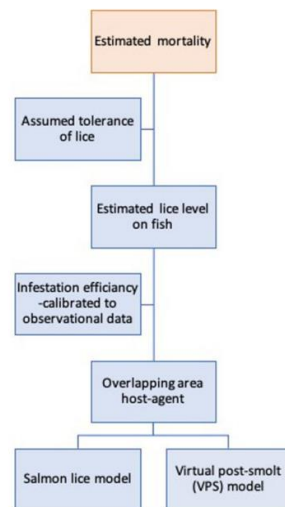 Estimated mortality
Assumed tolerance
of lice
Estimated lice level
on fish
Infestation efficiancy
-calibrated to
observational data
Overlapping area
host-agent
Salmon lice model
Virtual post-smolt
(VPS) model